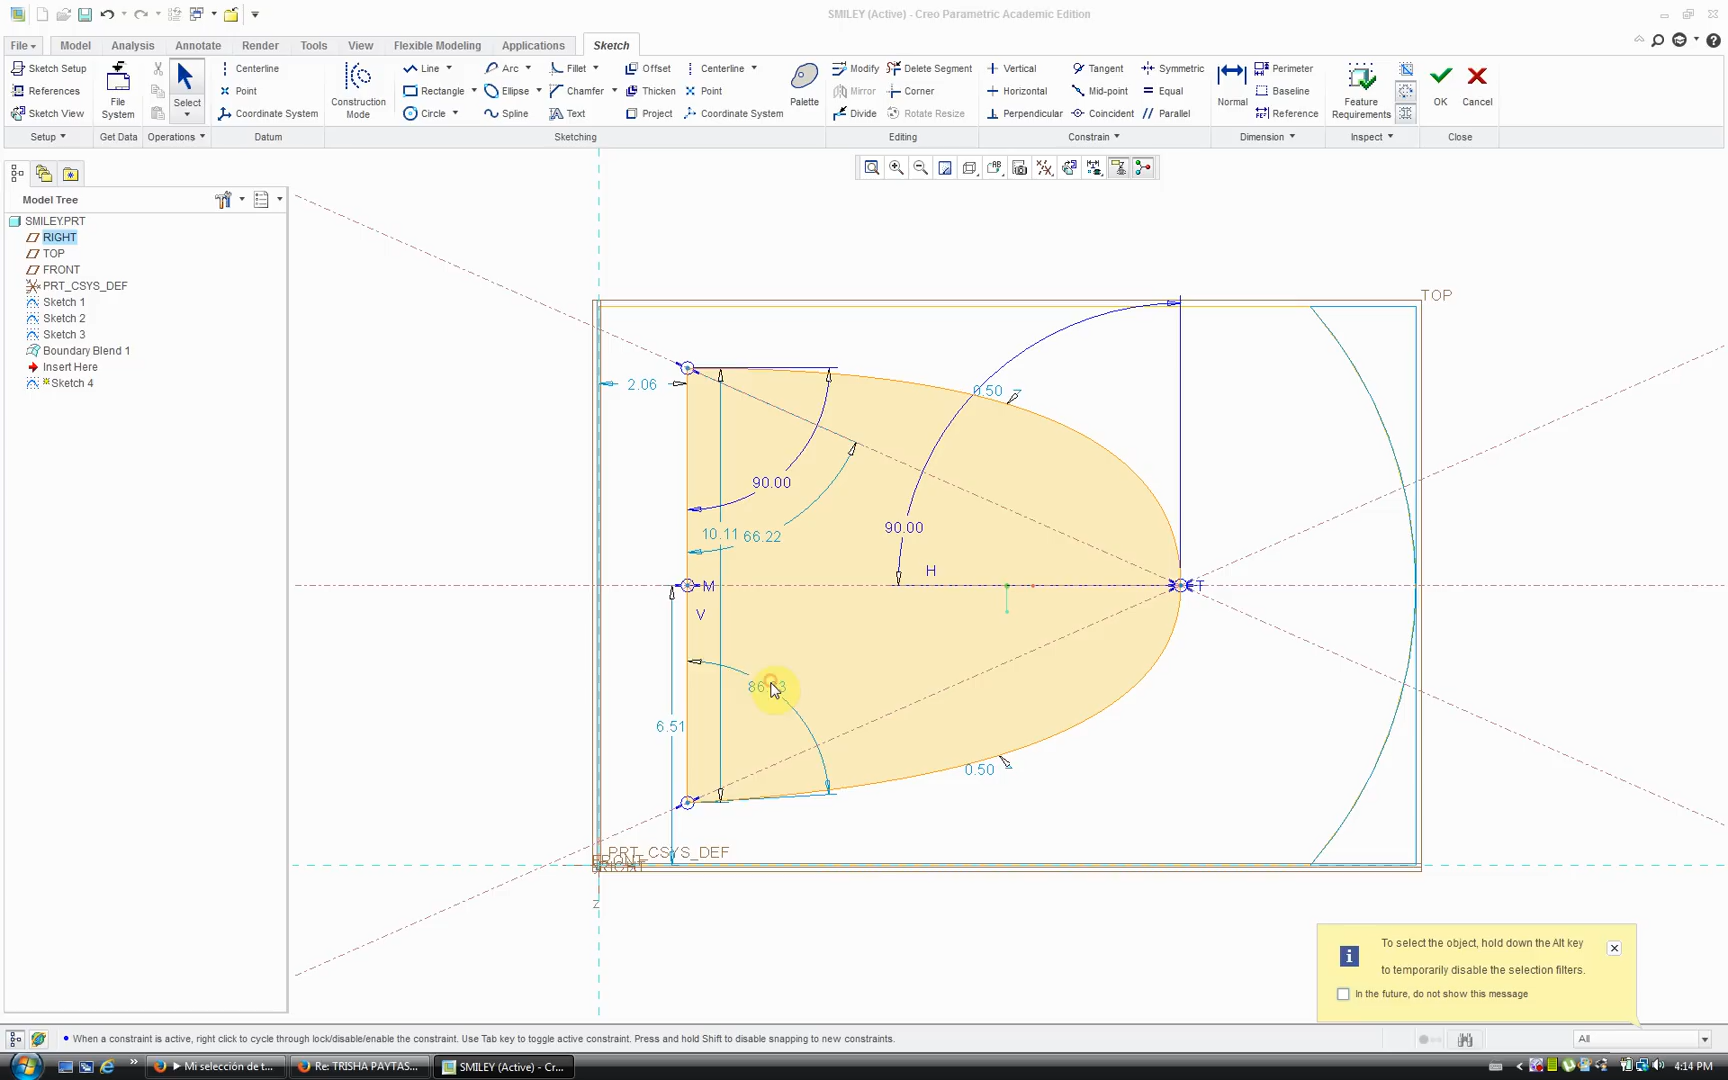 SMILEY (Active) - Creo Parametric Academic Edition
File Model Analysis Annotate Render Tools View Flexible Modeling Applications Sketch
Sketch Setup
References
Sketch View
File System
Select
Centerline
Point
Coordinate System
Construction Mode
Line Arc Fillet Offset Centerline
Rectangle Ellipse Chamfer Thicken Point
Circle Spline Text Project Coordinate System
Palette
Modify Delete Segment
Mirror Corner
Divide Rotate Resize
Vertical Tangent Symmetric
Horizontal Mid-point Equal
Perpendicular Coincident Parallel
Normal
Perimeter
Baseline
Reference
Feature Requirements
OK
Cancel
Setup Get Data Operations Datum Sketching Editing Constrain Dimension Inspect Close
Model Tree
SMILEY.PRT
RIGHT
TOP
FRONT
PRT_CSYS_DEF
Sketch 1
Sketch 2
Sketch 3
Boundary Blend 1
Insert Here
Sketch 4
TOP
2.06
0.50
90.00
10.11
66.22
90.00
H
M
T
V
6.51
0.50
PRT_CSYS_DEF
FRONT
Z
To select the object, hold down the Alt key
to temporarily disable the selection filters.
In the future, do not show this message
When a constraint is active, right click to cycle through lock/disable/enable the constraint. Use Tab key to toggle active constraint. Press and hold Shift to disable snapping to new constraints.
All
Mi selección de t...
Re: TRISHA PAYTAS...
SMILEY (Active) - Cr...
4:14 PM